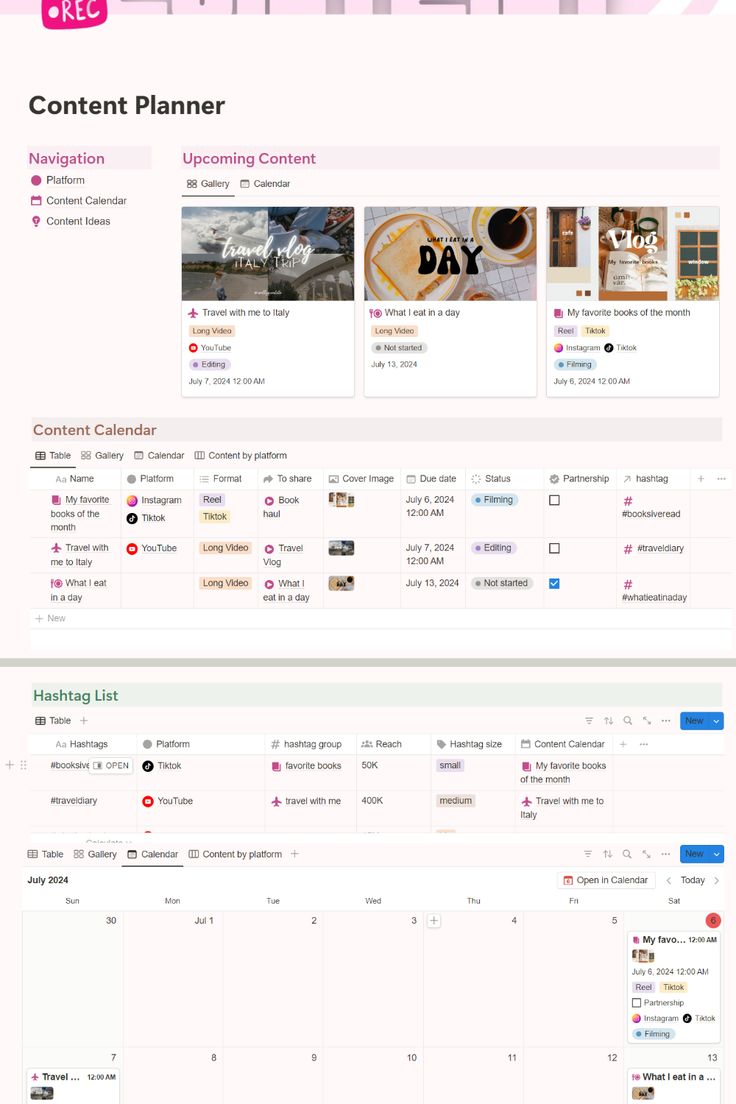 REC
Content Planner
Navigation
Platform
Content Calendar
Content Ideas
Upcoming Content
Gallery Calendar
travel vlog
ITALY TRIP
Travel with me to Italy
Long Video
YouTube
Editing
July 7, 2024 12:00 AM
WHAT I EAT IN A
DAY
What I eat in a day
Long Video
Not started
July 13, 2024
cafe
Vlog
My favorite books
window
My favorite books of the month
Reel Tiktok
Instagram Tiktok
Filming
July 6, 2024 12:00 AM
Content Calendar
Table Gallery Calendar Content by platform
Aa Name Platform Format To share Cover Image Due date Status Partnership hashtag
My favorite
books of the
month
Instagram
Tiktok
Reel
Tiktok
Book
haul
July 6, 2024
12:00 AM
Filming
#
#booksiveread
Travel with
me to Italy
YouTube
Long Video
Travel
Vlog
July 7, 2024
12:00 AM
Editing
# #traveldiary
What I eat
in a day
Long Video
What I
eat in a day
July 13, 2024
Not started
#
#whatieatinaday
+ New
Hashtag List
Table +
New
Aa Hashtags Platform # hashtag group Reach Hashtag size Content Calendar + ...
#booksive OPEN
Tiktok
favorite books
50K
small
My favorite books
of the month
#traveldiary
YouTube
travel with me
400K
medium
Travel with me to
Italy
Calculate
Table Gallery Calendar Content by platform +
New
July 2024
Open in Calendar
Today
Sun Mon Tue Wed Thu Fri Sat
30 Jul 1 2 3 + 4 5 6
My favo... 12:00 AM
July 6, 2024 12:00 AM
Reel Tiktok
Partnership
Instagram Tiktok
Filming
7 8 9 10 11 12 13
Travel ... 12:00 AM
What I eat in a ...